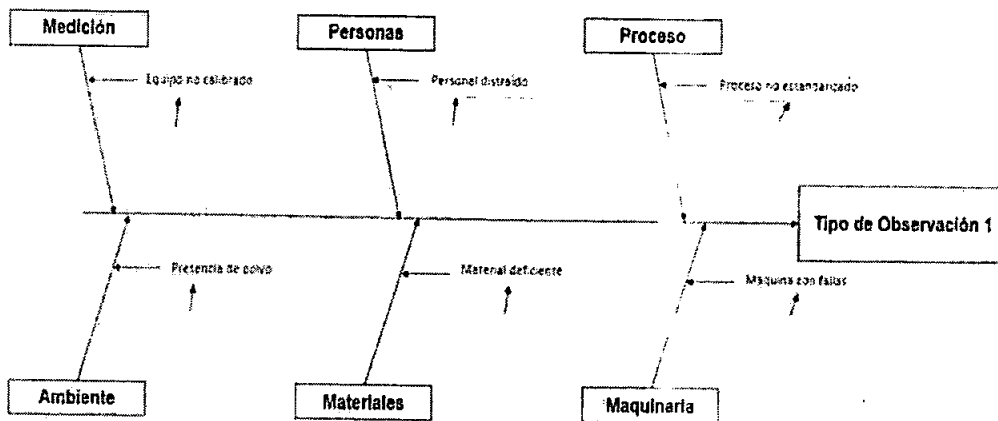 Medición
Personas
Proceso
Equipo no calibrado
Personal distraído
Proceso no estandarizado
Tipo de Observación 1
Presencia de polvo
Material deficiente
Maquina con fallas
Ambiente
Materiales
Maquinaria